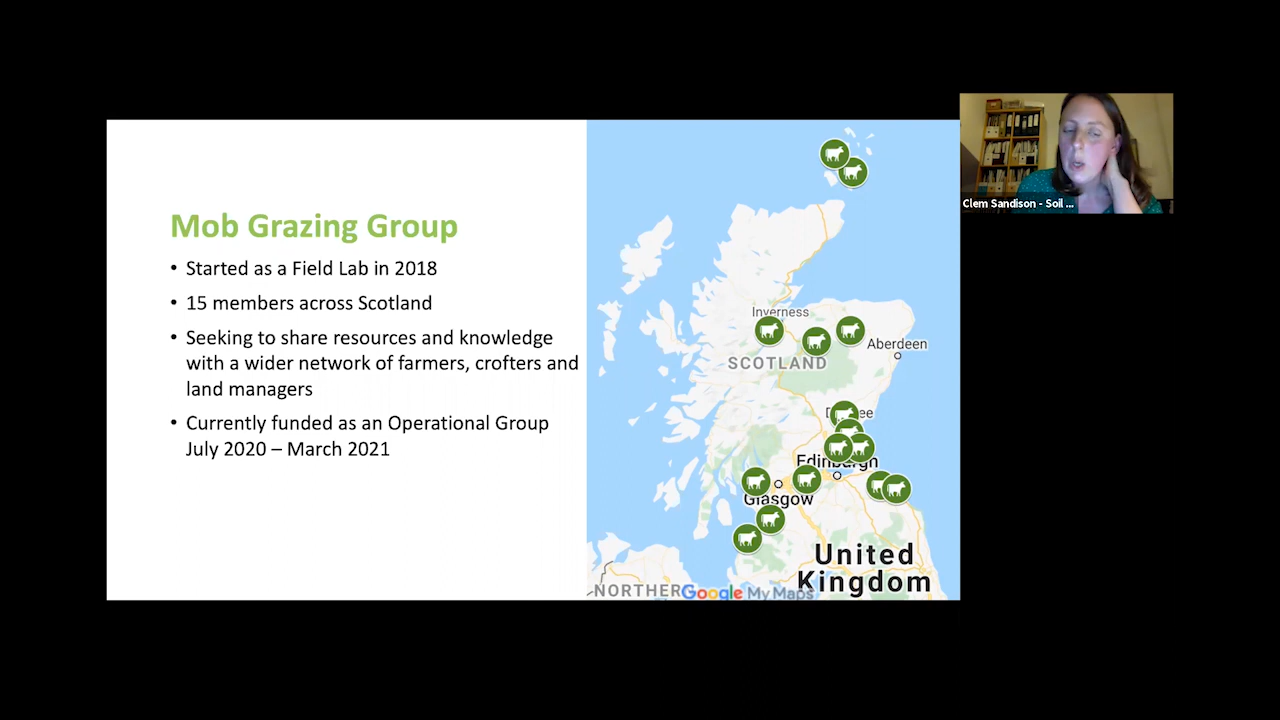 Clem Sandison - Soil ...
Mob Grazing Group
• Started as a Field Lab in 2018
• 15 members across Scotland
• Seeking to share resources and knowledge
with a wider network of farmers, crofters and
land managers
• Currently funded as an Operational Group
July 2020 – March 2021
Inverness
Aberdeen
SCOTLAND
Edinburgh
Glasgow
United
Kingdom
NORTHER
Google My Maps